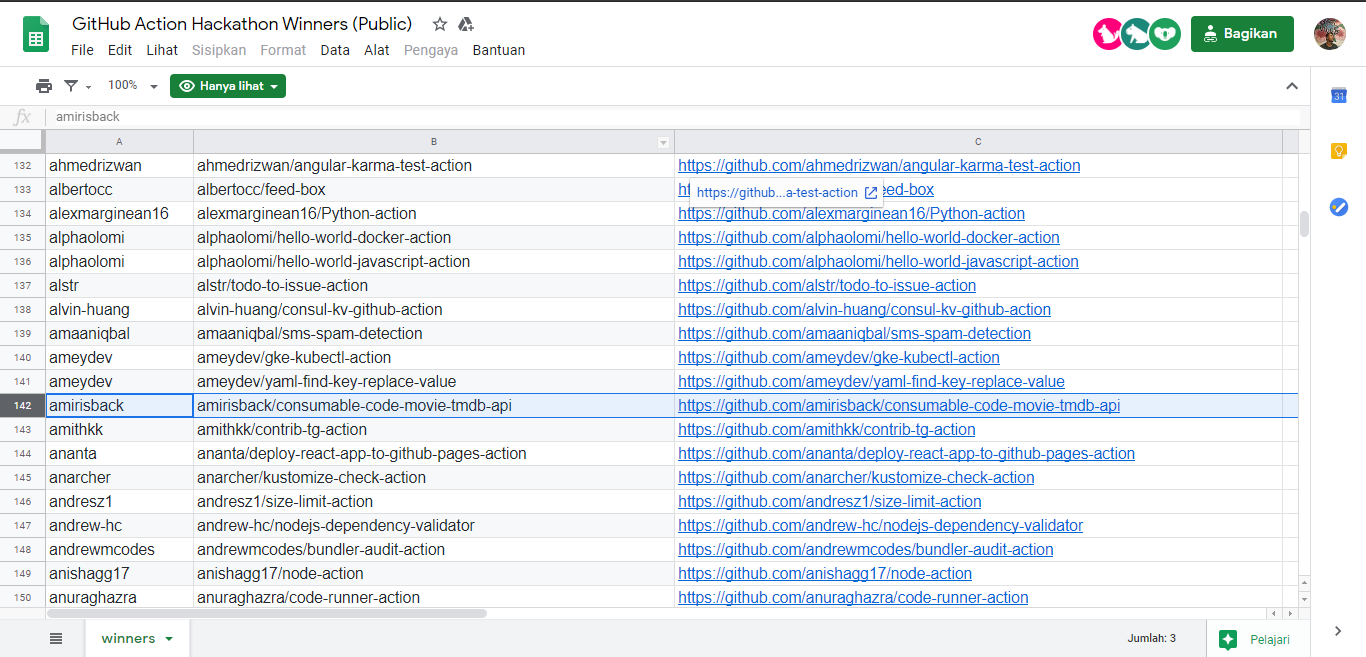 GitHub Action Hackathon Winners (Public)
File Edit Lihat Sisipkan Format Data Alat Pengaya Bantuan
Bagikan
100% Hanya lihat
31
fx amirisback
A B C
132 ahmedrizwan ahmedrizwan/angular-karma-test-action https://github.com/ahmedrizwan/angular-karma-test-action
133 albertocc albertocc/feed-box ht https://github...a-test-action eed-box
134 alexmarginean16 alexmarginean16/Python-action https://github.com/alexmarginean16/Python-action
135 alphaolomi alphaolomi/hello-world-docker-action https://github.com/alphaolomi/hello-world-docker-action
136 alphaolomi alphaolomi/hello-world-javascript-action https://github.com/alphaolomi/hello-world-javascript-action
137 alstr alstr/todo-to-issue-action https://github.com/alstr/todo-to-issue-action
138 alvin-huang alvin-huang/consul-kv-github-action https://github.com/alvin-huang/consul-kv-github-action
139 amaaniqbal amaaniqbal/sms-spam-detection https://github.com/amaaniqbal/sms-spam-detection
140 ameydev ameydev/gke-kubectl-action https://github.com/ameydev/gke-kubectl-action
141 ameydev ameydev/yaml-find-key-replace-value https://github.com/ameydev/yaml-find-key-replace-value
142 amirisback amirisback/consumable-code-movie-tmdb-api https://github.com/amirisback/consumable-code-movie-tmdb-api
143 amithkk amithkk/contrib-tg-action https://github.com/amithkk/contrib-tg-action
144 ananta ananta/deploy-react-app-to-github-pages-action https://github.com/ananta/deploy-react-app-to-github-pages-action
145 anarcher anarcher/kustomize-check-action https://github.com/anarcher/kustomize-check-action
146 andresz1 andresz1/size-limit-action https://github.com/andresz1/size-limit-action
147 andrew-hc andrew-hc/nodejs-dependency-validator https://github.com/andrew-hc/nodejs-dependency-validator
148 andrewmcodes andrewmcodes/bundler-audit-action https://github.com/andrewmcodes/bundler-audit-action
149 anishagg17 anishagg17/node-action https://github.com/anishagg17/node-action
150 anuraghazra anuraghazra/code-runner-action https://github.com/anuraghazra/code-runner-action
winners Jumlah: 3 Pelajari